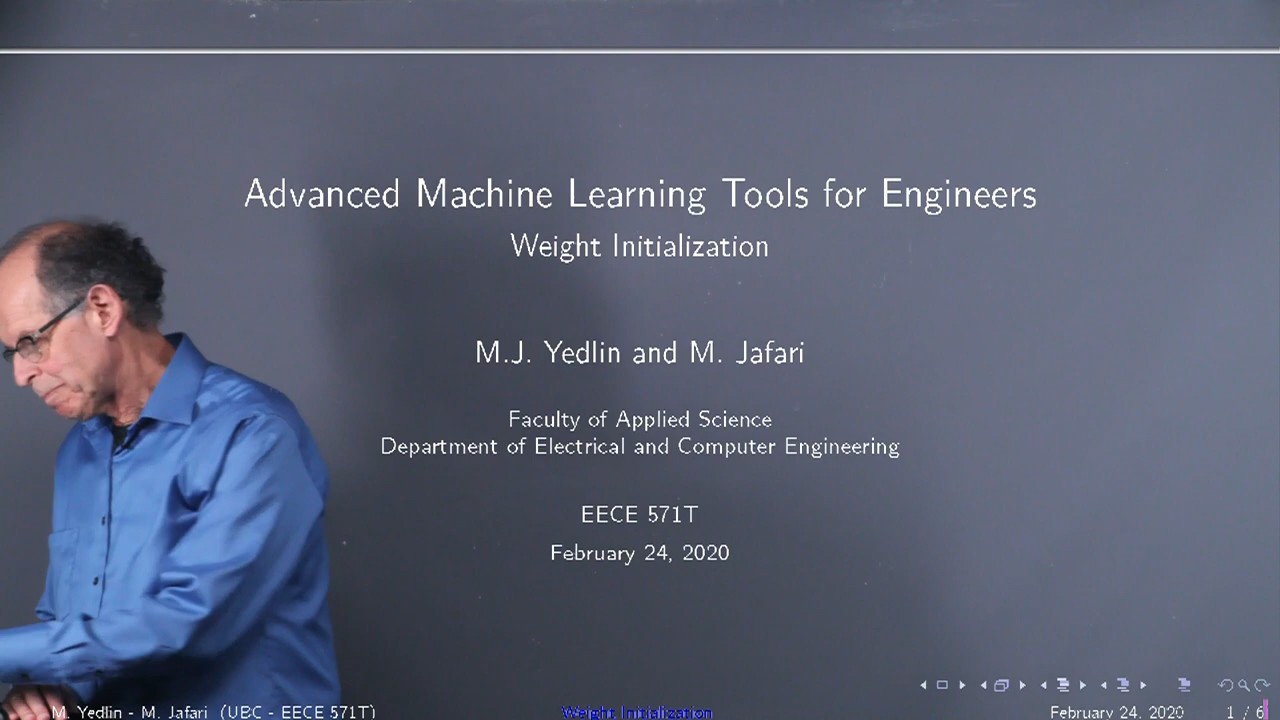 Advanced Machine Learning Tools for Engineers
Weight Initialization
M.J. Yedlin and M. Jafari
Faculty of Applied Science
Department of Electrical and Computer Engineering
EECE 571T
February 24, 2020
M. Yedlin - M. Jafari (UBC - EECE 571T) Weight Initialization February 24, 2020 1 / 6